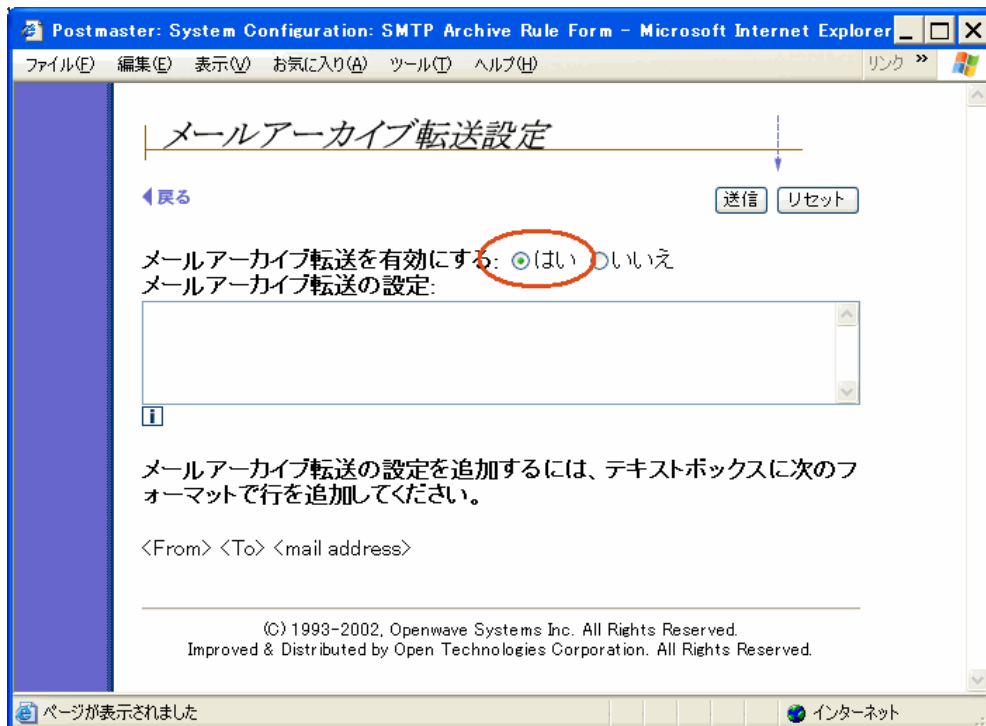 Postmaster: System Configuration: SMTP Archive Rule Form - Microsoft Internet Explorer
ファイル(F) 編集(E) 表示(V) お気に入り(A) ツール(T) ヘルプ(H) リンク »
メールアーカイブ転送設定
戻る 送信 リセット
メールアーカイブ転送を有効にする: はい いいえ
メールアーカイブ転送の設定:
i
メールアーカイブ転送の設定を追加するには、テキストボックスに次のフ
ォーマットで行を追加してください。
<From> <To> <mail address>
(C) 1993-2002, Openwave Systems Inc. All Rights Reserved.
Improved & Distributed by Open Technologies Corporation. All Rights Reserved.
ページが表示されました インターネット